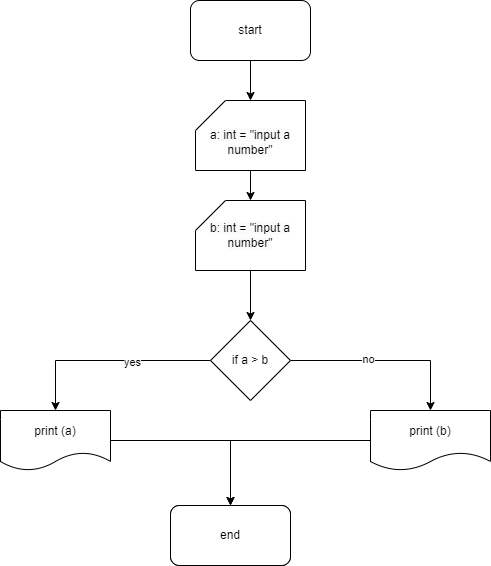 start
a: int = "input a
number"
b: int = "input a
number"
if a > b
yes
no
print (a)
print (b)
end